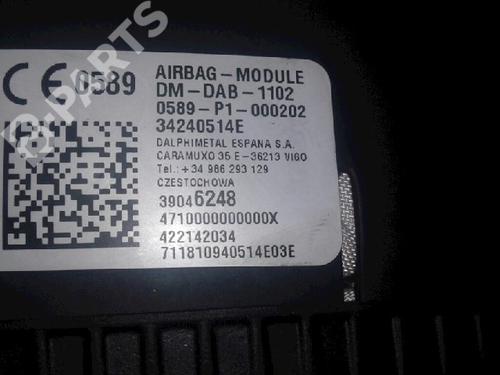 CE 0589
AIRBAG-MODULE
DM-DAB-1102
0589-P1-000202
34240514E
DALPHIMETAL ESPANA S.A.
CARAMUXO 35 E-36213 VIGO
Tel.: +34 986 293 129
CZESTOCHOWA
39046248
4710000000000X
422142034
711810940514E03E
B-PARTS